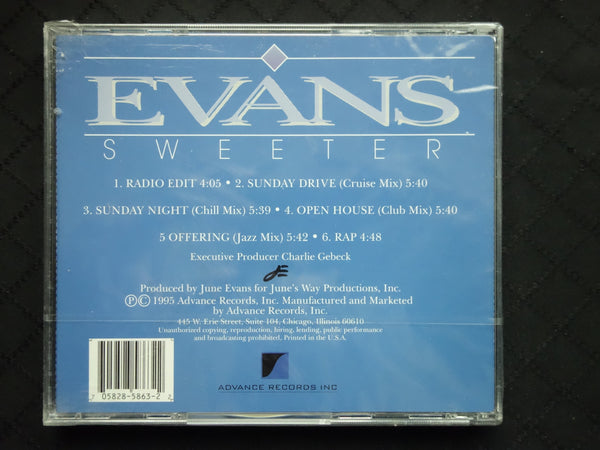 EVANS
SWEETER
1. RADIO EDIT 4:05 • 2. SUNDAY DRIVE (Cruise Mix) 5:40
3. SUNDAY NIGHT (Chill Mix) 5:39 • 4. OPEN HOUSE (Club Mix) 5:40
5 OFFERING (Jazz Mix) 5:42 • 6. RAP 4:48
Executive Producer Charlie Gebeck
JE
Produced by June Evans for June's Way Productions, Inc.
Ⓟ© 1995 Advance Records, Inc. Manufactured and Marketed
by Advance Records, Inc.
445 W. Erie Street, Suite 104, Chicago, Illinois 60610
Unauthorized copying, reproduction, hiring, lending, public performance
and broadcasting prohibited. Printed in the U.S.A.
7 05828-5863-2 2
ADVANCE RECORDS INC